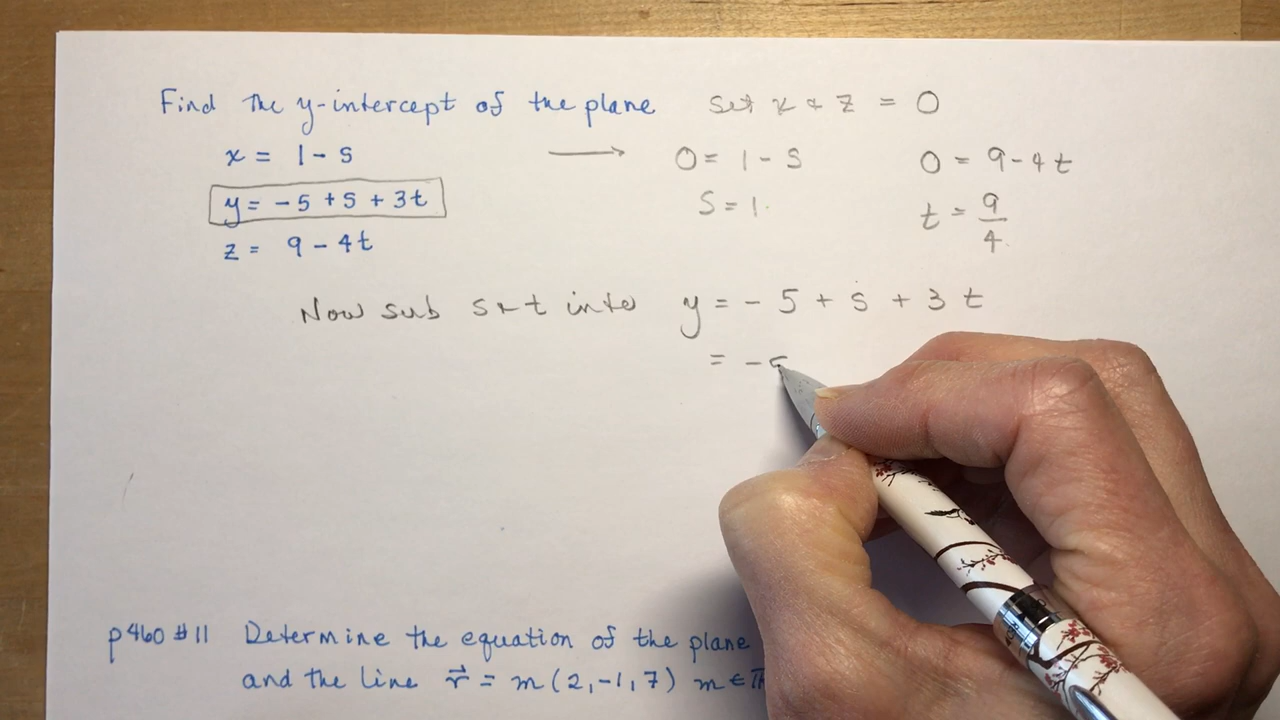 Find the y-intercept of the plane set x & z = 0
x = 1 - s → 0 = 1 - s 0 = 9 - 4t
y = -5 + s + 3t s = 1 t = 9/4
z = 9 - 4t
Now sub s & t into y = -5 + s + 3t
= -5
p460 #11 Determine the equation of the plane
and the line r⃗ = m(2,-1,7) m ∈